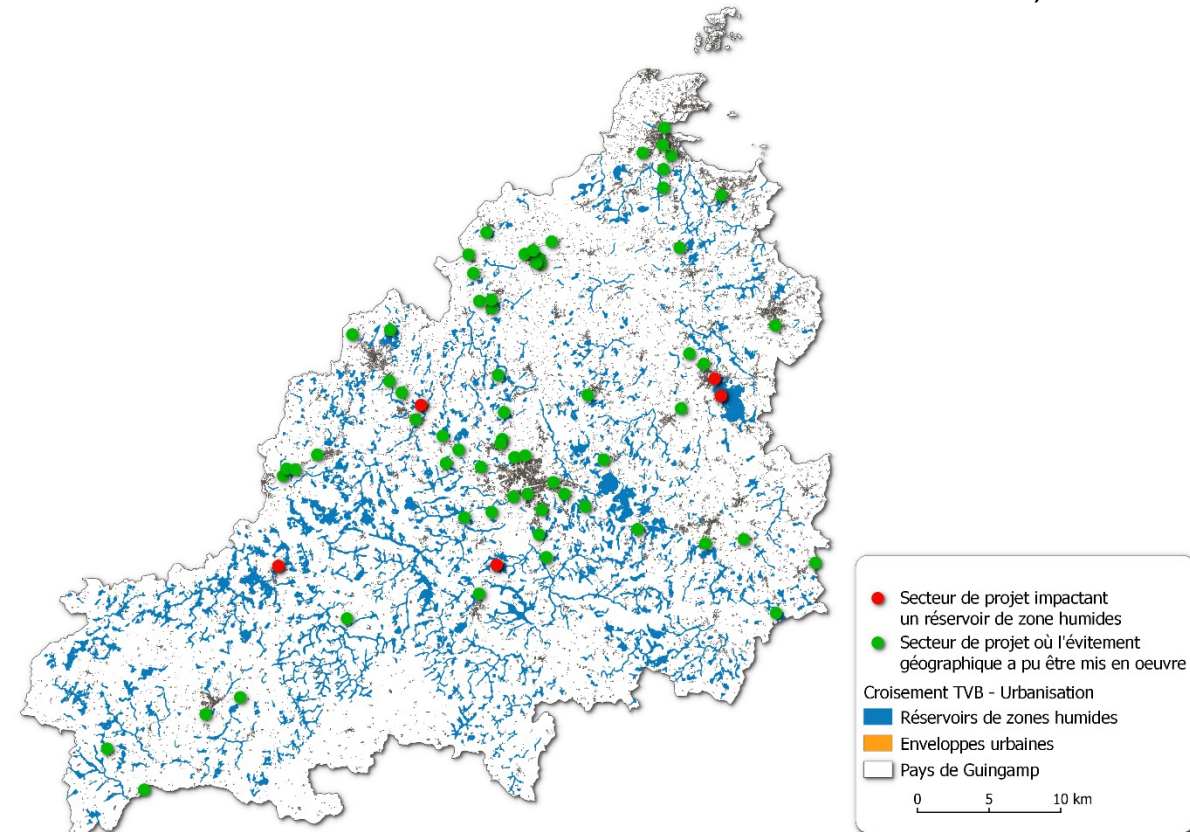 Secteur de projet impactant
un réservoir de zone humides
Secteur de projet où l'évitement
géographique a pu être mis en oeuvre
Croisement TVB - Urbanisation
Réservoirs de zones humides
Enveloppes urbaines
Pays de Guingamp
0 5 10 km